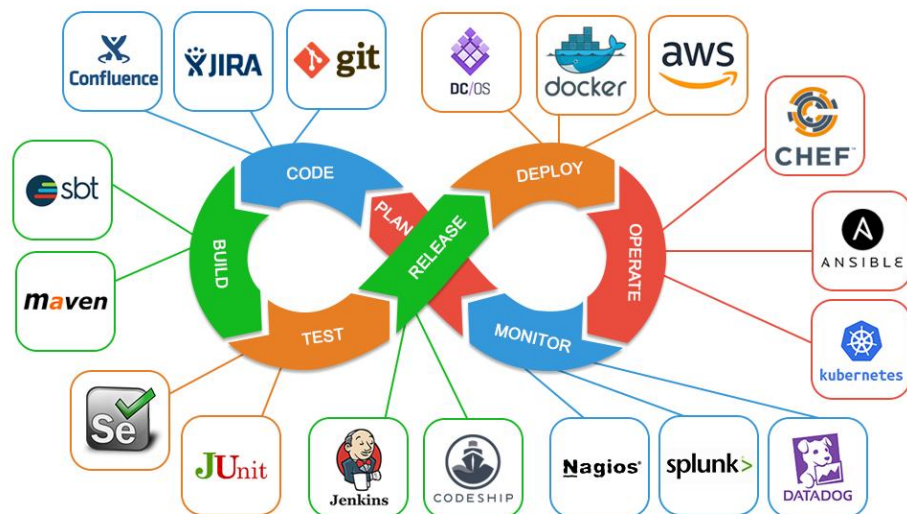 Confluence
JIRA
git
DC/OS
docker
aws
CHEF™
sbt
maven
CODE
PLAN
RELEASE
DEPLOY
BUILD
OPERATE
TEST
MONITOR
ANSIBLE
kubernetes
Se
JUnit
Jenkins
CODESHIP
Nagios®
splunk>
DATADOG